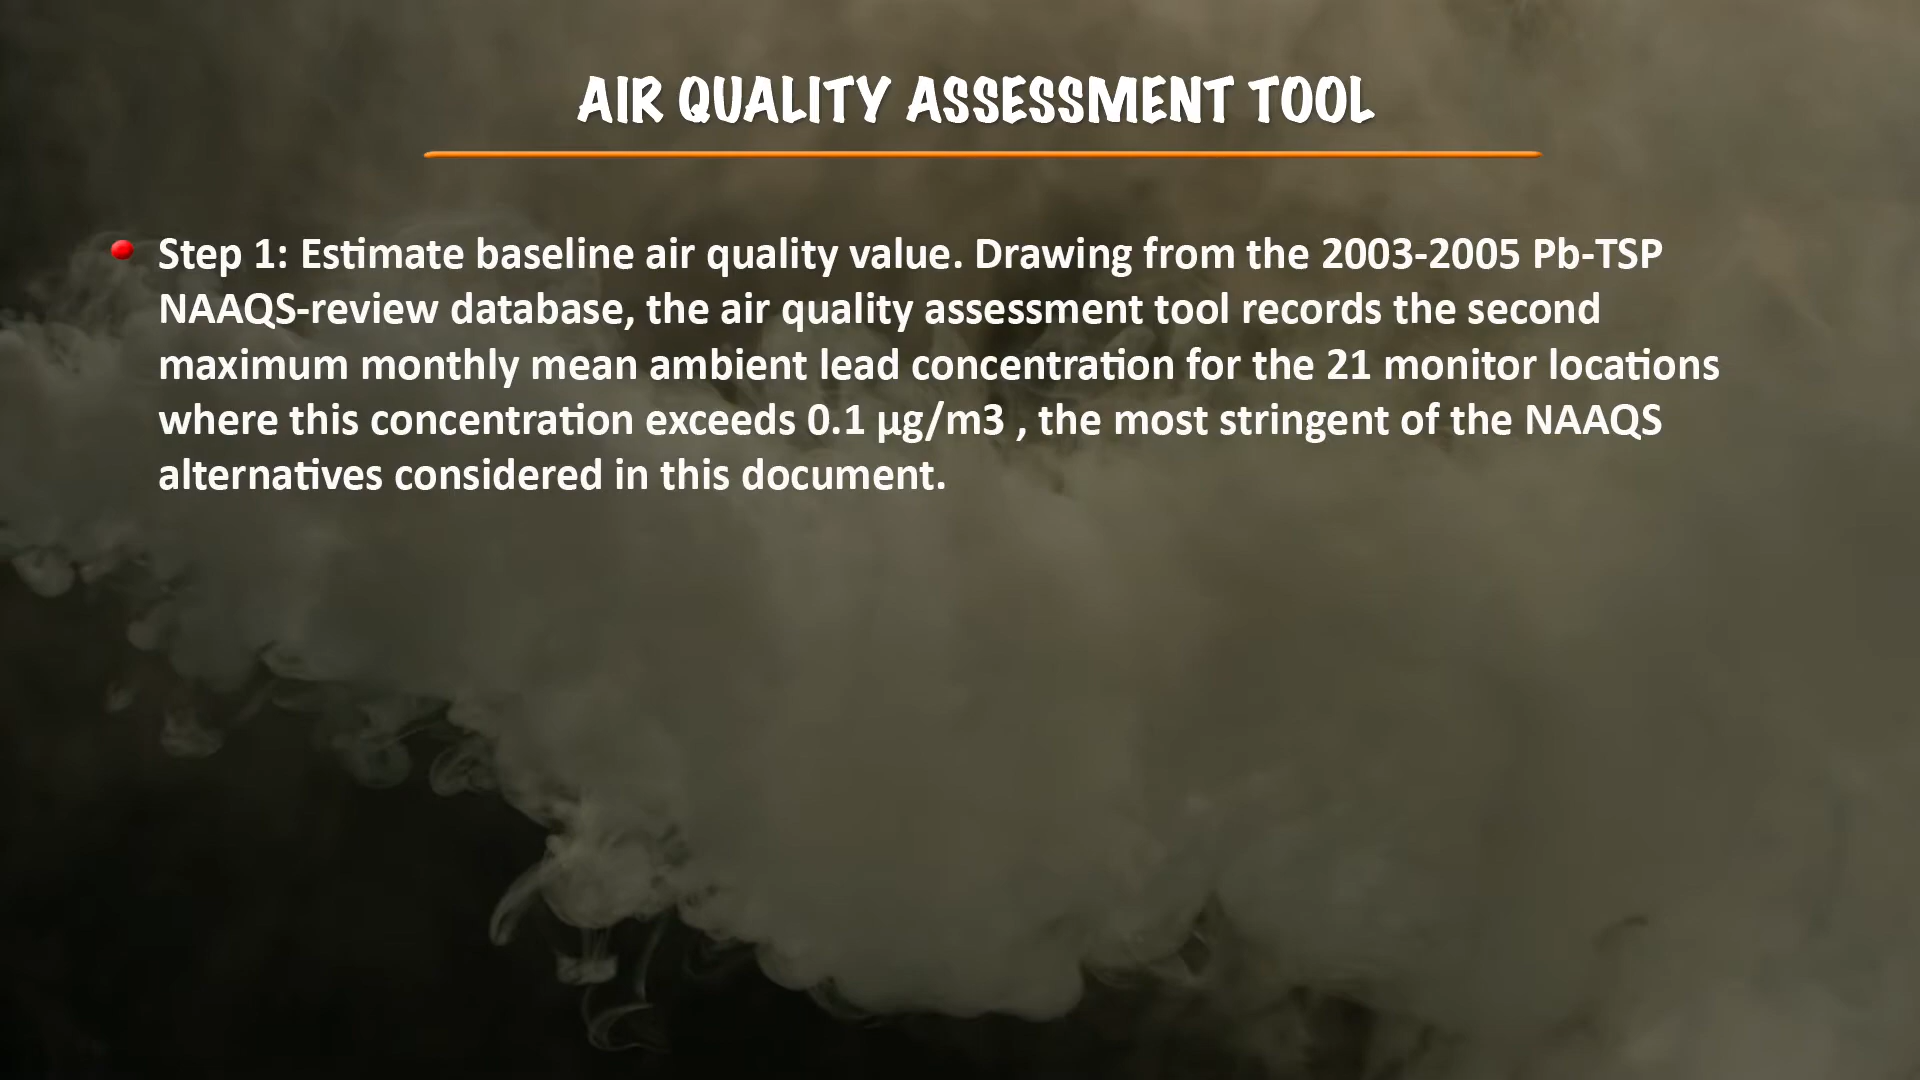 AIR QUALITY ASSESSMENT TOOL
Step 1: Estimate baseline air quality value. Drawing from the 2003-2005 Pb-TSP
NAAQS-review database, the air quality assessment tool records the second
maximum monthly mean ambient lead concentration for the 21 monitor locations
where this concentration exceeds 0.1 µg/m3 , the most stringent of the NAAQS
alternatives considered in this document.